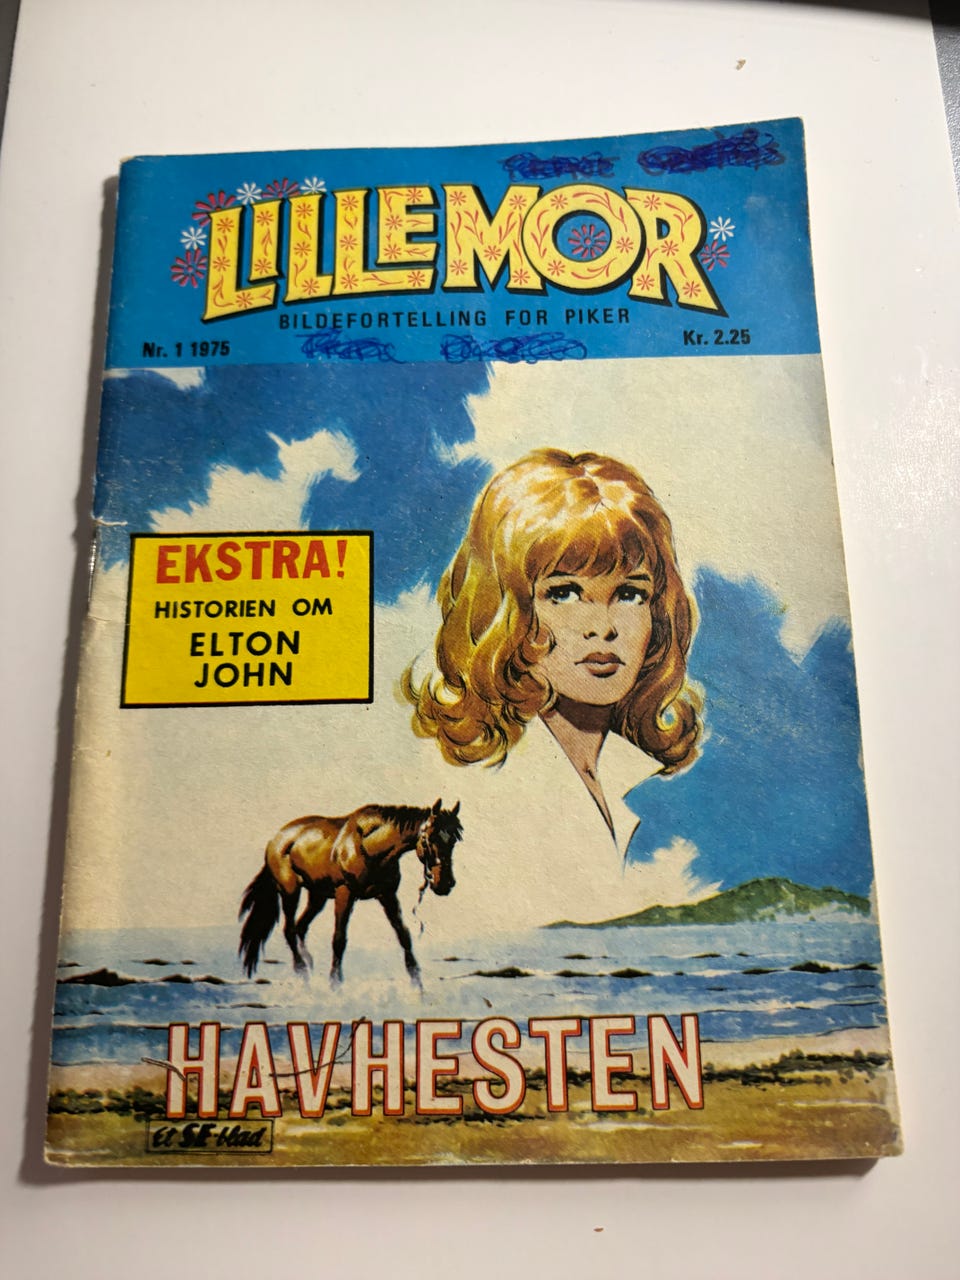 LILLEMOR
BILDEFORTELLING FOR PIKER
Nr. 1 1975
Kr. 2.25
EKSTRA!
HISTORIEN OM
ELTON
JOHN
HAVHESTEN
Et SE-blad